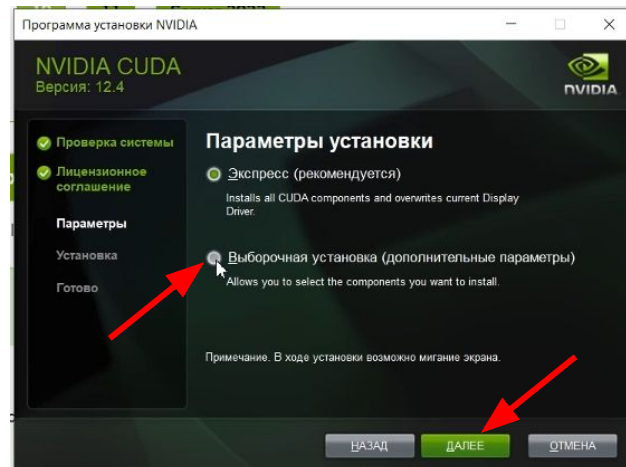 Программа установки NVIDIA
NVIDIA CUDA
Версия: 12.4
NVIDIA
Проверка системы
Лицензионное
соглашение
Параметры
Установка
Готово
Параметры установки
Экспресс (рекомендуется)
Installs all CUDA components and overwrites current Display
Driver.
Выборочная установка (дополнительные параметры)
Allows you to select the components you want to install.
Примечание. В ходе установки возможно мигание экрана.
НАЗАД
ДАЛЕЕ
ОТМЕНА